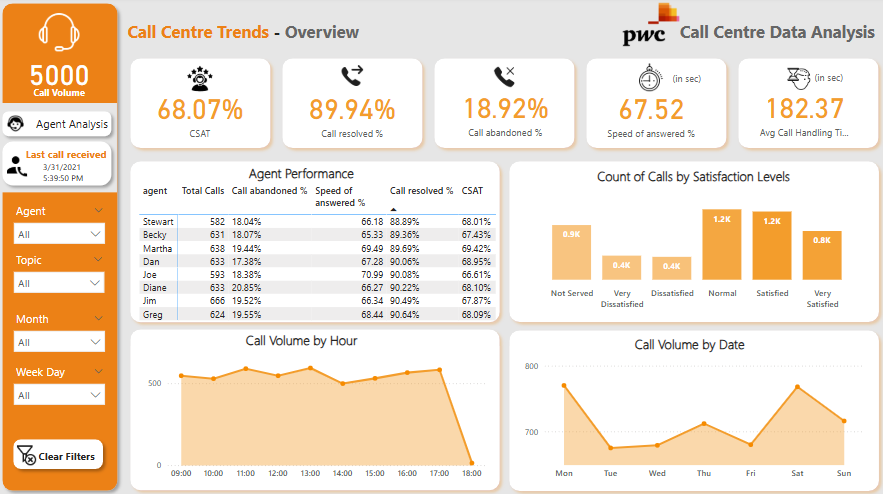 5000
Call Volume
Agent Analysis
Last call received
3/31/2021
5:39:50 PM
Agent
All
Topic
All
Month
All
Week Day
All
Clear Filters
Call Centre Trends - Overview
pwc
Call Centre Data Analysis
68.07%
CSAT
89.94%
Call resolved %
18.92%
Call abandoned %
(in sec)
67.52
Speed of answered %
(in sec)
182.37
Avg Call Handling Ti...
Agent Performance
agent Total Calls Call abandoned % Speed of answered % Call resolved % CSAT
Stewart 582 18.04% 66.18 88.89% 68.01%
Becky 631 18.07% 65.33 89.36% 67.43%
Martha 638 19.44% 69.49 89.69% 69.42%
Dan 633 17.38% 67.28 90.06% 68.95%
Joe 593 18.38% 70.99 90.08% 66.61%
Diane 633 20.85% 66.27 90.22% 68.10%
Jim 666 19.52% 66.34 90.49% 67.87%
Greg 624 19.55% 68.44 90.64% 68.09%
Count of Calls by Satisfaction Levels
0.9K 0.4K 0.4K 1.2K 1.2K 0.8K
Not Served Very Dissatisfied Dissatisfied Normal Satisfied Very Satisfied
Call Volume by Hour
500
0
09:00 10:00 11:00 12:00 13:00 14:00 15:00 16:00 17:00 18:00
Call Volume by Date
800
700
Mon Tue Wed Thu Fri Sat Sun